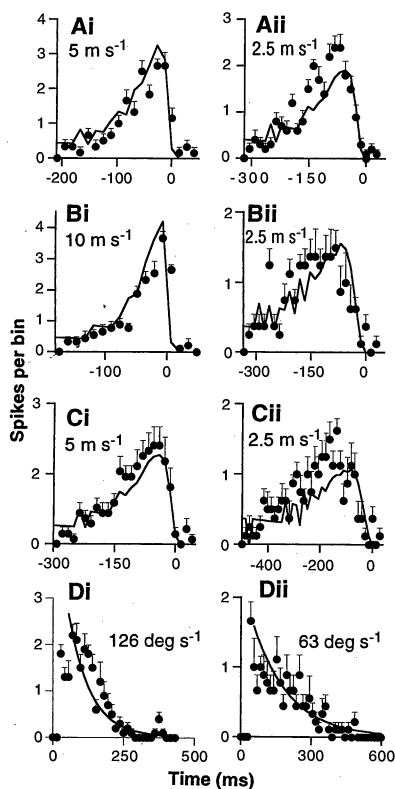 Ai
Aii
4
3
2
1
0
5 m s-1
-200
-100
0
3
2
1
0
2.5 m s-1
-300
-150
0
Bi
Bii
4
3
2
1
0
10 m s-1
-100
0
2
1
0
2.5 m s-1
-300
-150
0
Spikes per bin
Ci
Cii
3
2
0
5 m s-1
-300
-150
0
2
1
0
2.5 m s-1
-400
-200
0
Di
Dii
3
2
1
0
126 deg s-1
0
250
500
2
1
0
63 deg s-1
0
300
600
Time (ms)